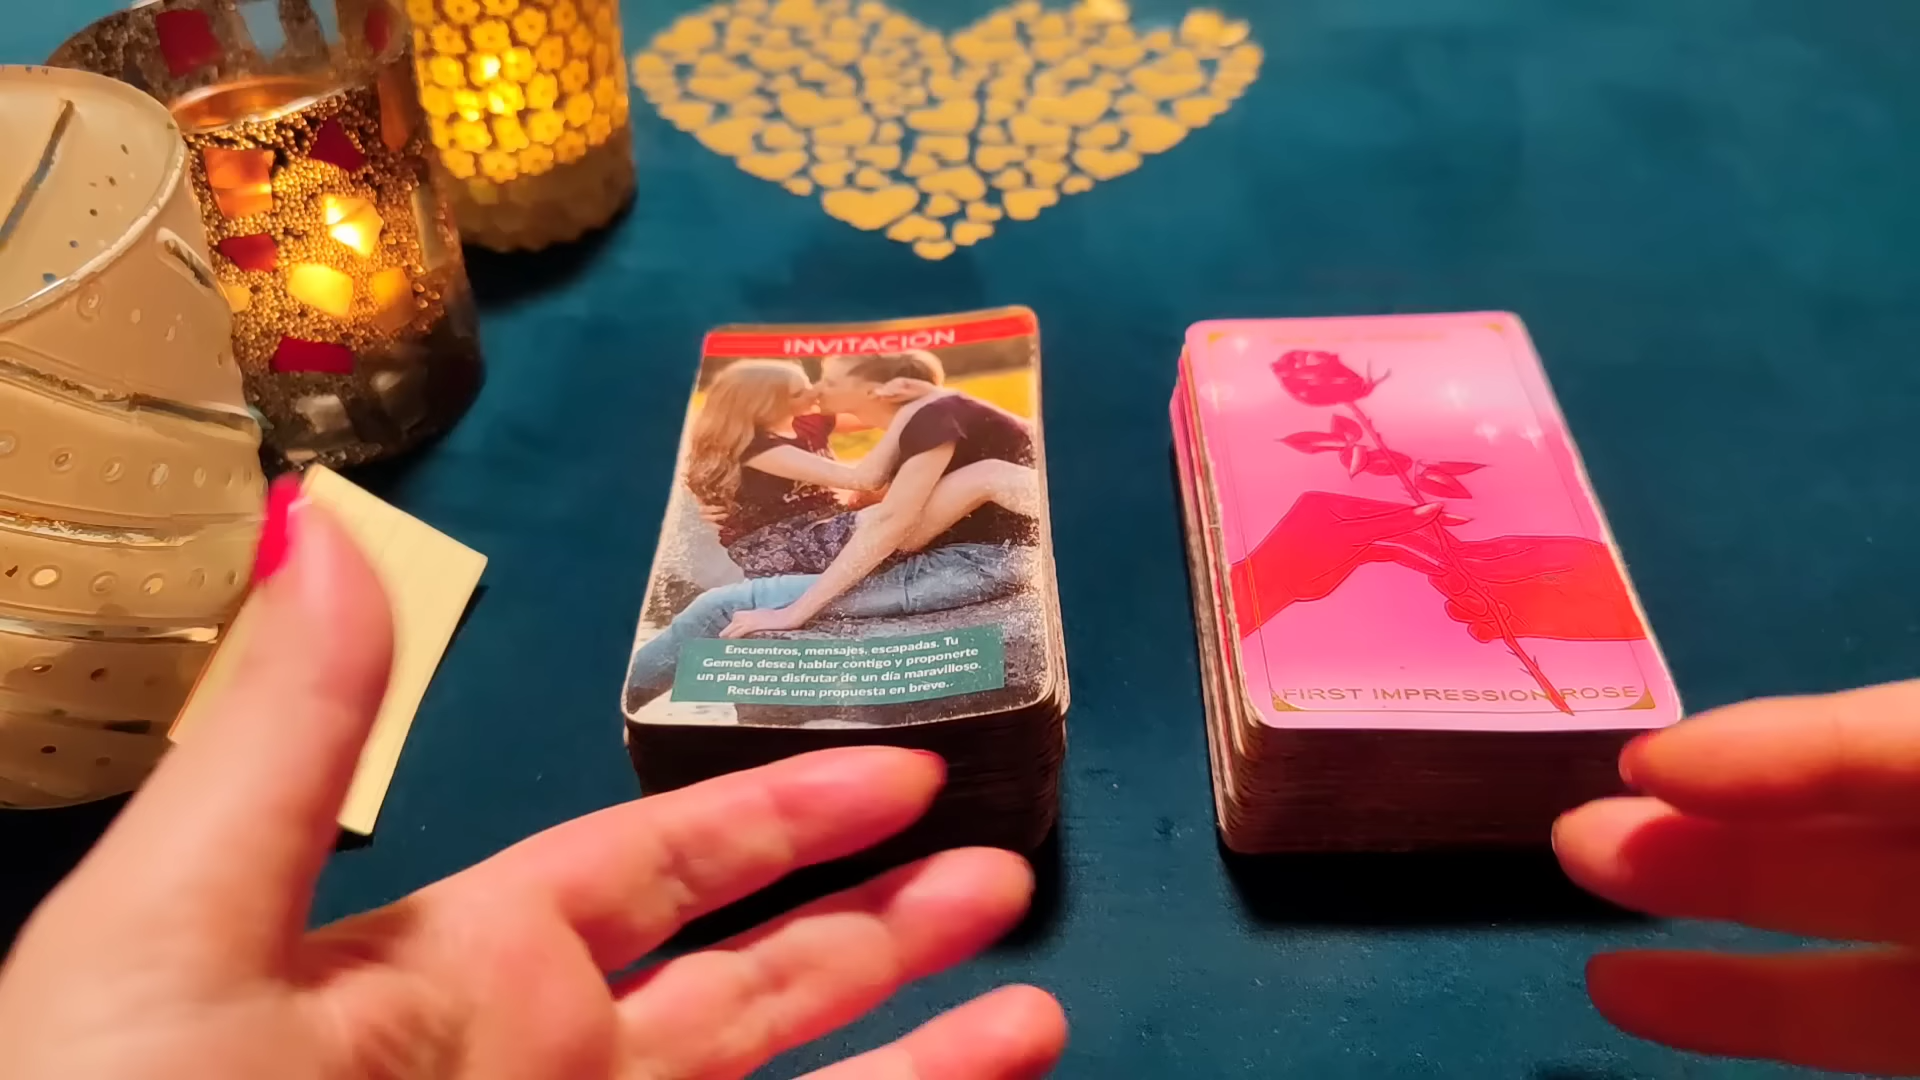 INVITACIÓN
Encuentros, mensajes, escapadas. Tu
Gemelo desea hablar contigo y proponerte
un plan para disfrutar de un día maravilloso.
Recibirás una propuesta en breve..
FIRST IMPRESSION ROSE